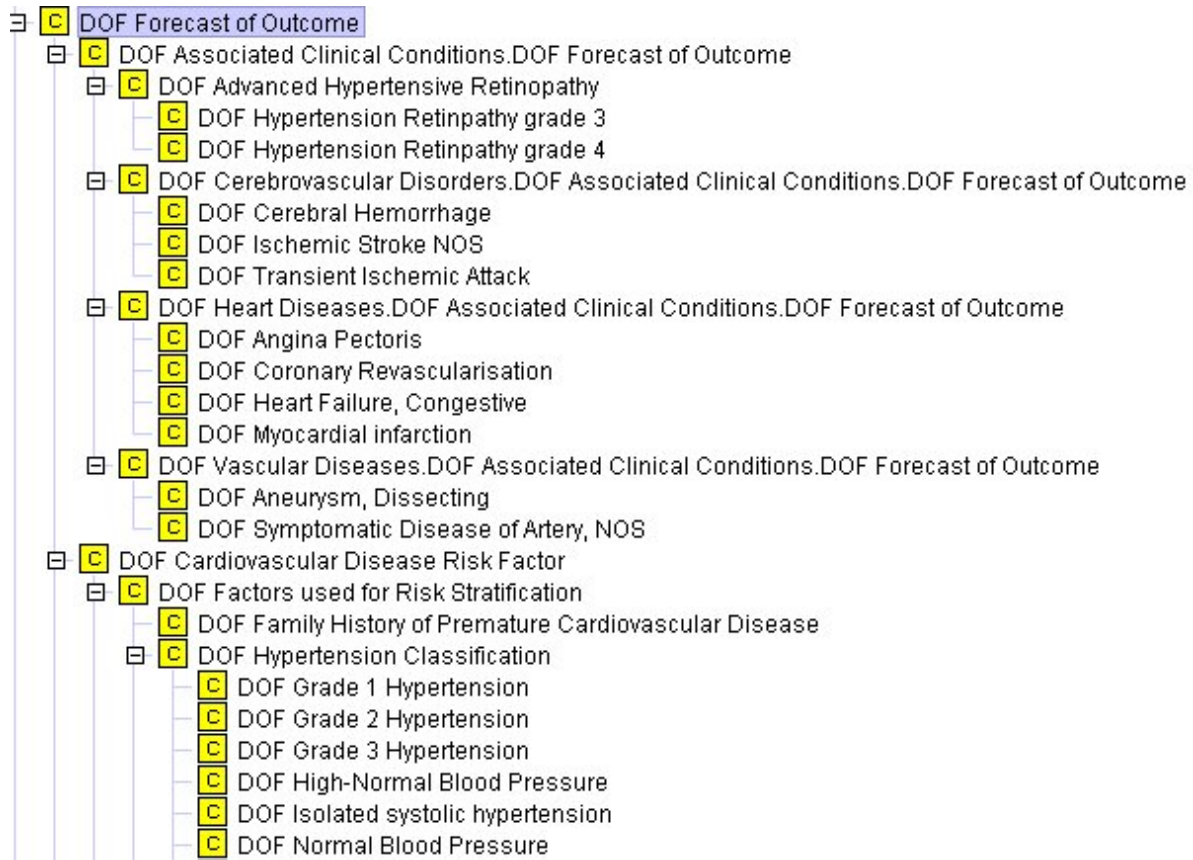 C DOF Forecast of Outcome
C DOF Associated Clinical Conditions.DOF Forecast of Outcome
C DOF Advanced Hypertensive Retinopathy
C DOF Hypertension Retinpathy grade 3
C DOF Hypertension Retinpathy grade 4
C DOF Cerebrovascular Disorders.DOF Associated Clinical Conditions.DOF Forecast of Outcome
C DOF Cerebral Hemorrhage
C DOF Ischemic Stroke NOS
C DOF Transient Ischemic Attack
C DOF Heart Diseases.DOF Associated Clinical Conditions.DOF Forecast of Outcome
C DOF Angina Pectoris
C DOF Coronary Revascularisation
C DOF Heart Failure, Congestive
C DOF Myocardial infarction
C DOF Vascular Diseases.DOF Associated Clinical Conditions.DOF Forecast of Outcome
C DOF Aneurysm, Dissecting
C DOF Symptomatic Disease of Artery, NOS
C DOF Cardiovascular Disease Risk Factor
C DOF Factors used for Risk Stratification
C DOF Family History of Premature Cardiovascular Disease
C DOF Hypertension Classification
C DOF Grade 1 Hypertension
C DOF Grade 2 Hypertension
C DOF Grade 3 Hypertension
C DOF High-Normal Blood Pressure
C DOF Isolated systolic hypertension
C DOF Normal Blood Pressure